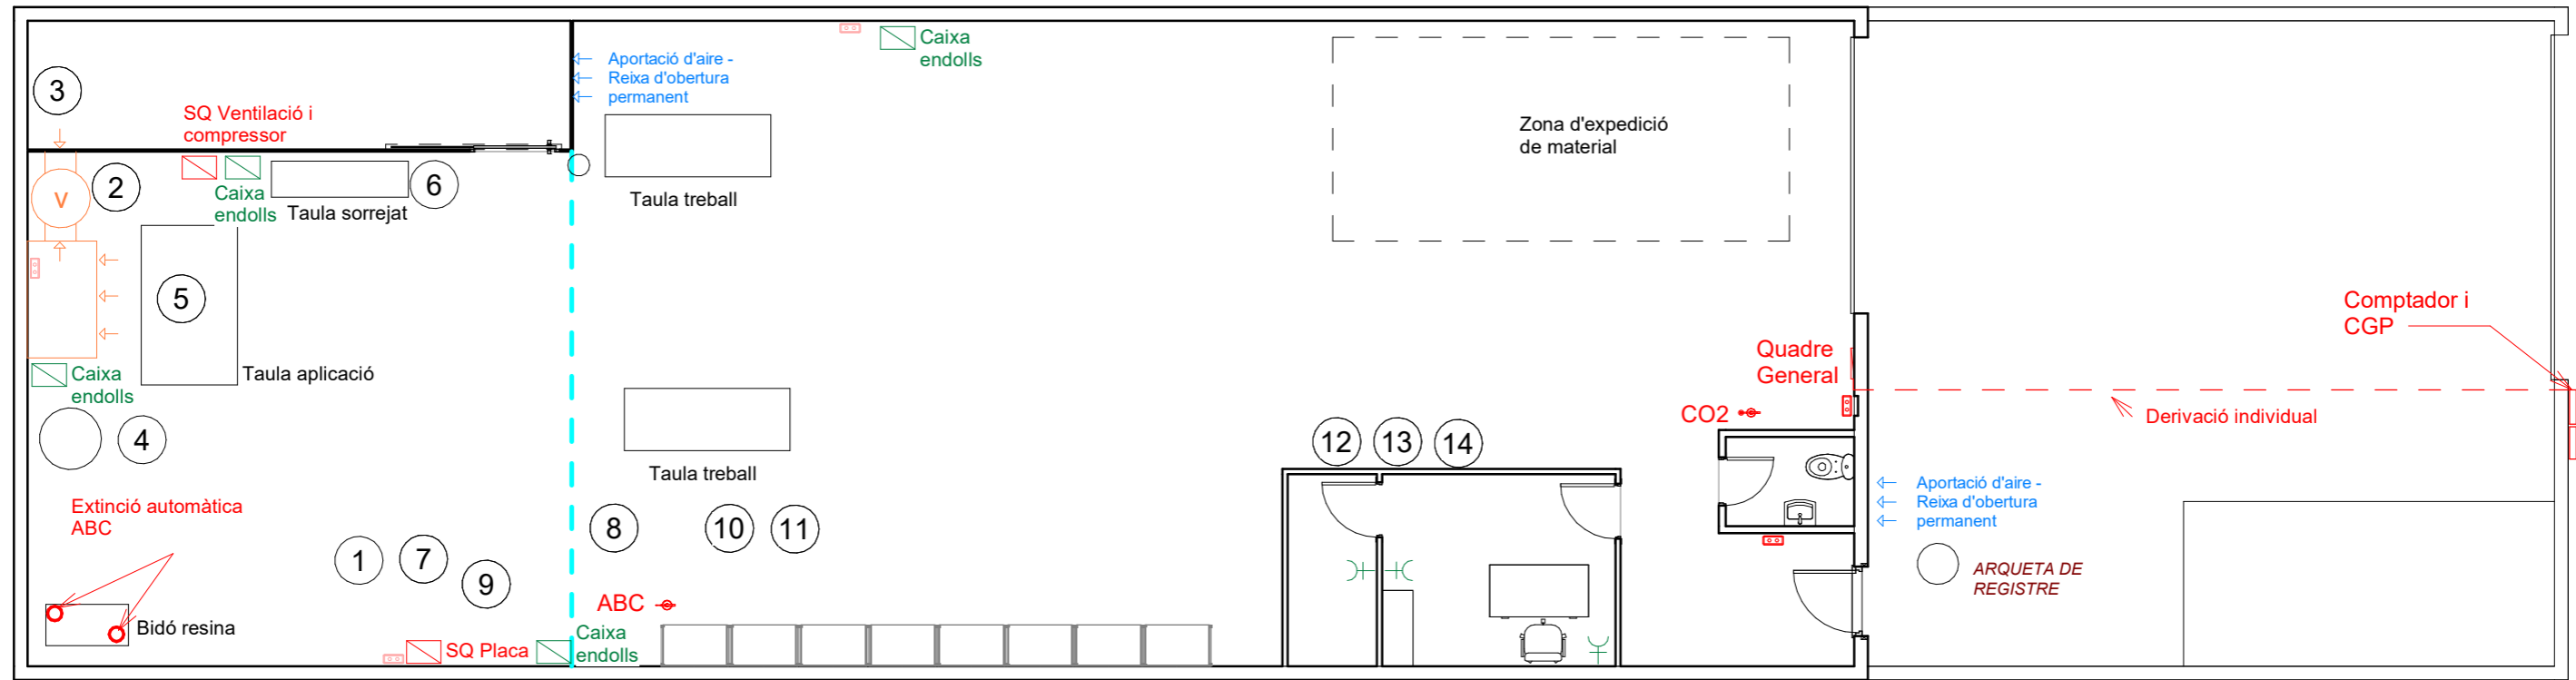 Caixa
endolls
Aportació d'aire -
Reixa d'obertura
permanent
3
SQ Ventilació i
compressor
Zona d'expedició
de material
2
V
6
Caixa
endolls
Taula sorrejat
Taula treball
5
Comptador i
CGP
Quadre
General
Caixa
endolls
Taula aplicació
CO2
Derivació individual
4
12
13
14
Taula treball
Extinció automàtica
ABC
Aportació d'aire -
Reixa d'obertura
permanent
8
10
11
1
7
9
ARQUETA DE
REGISTRE
ABC
Bidó resina
SQ Placa
Caixa
endolls